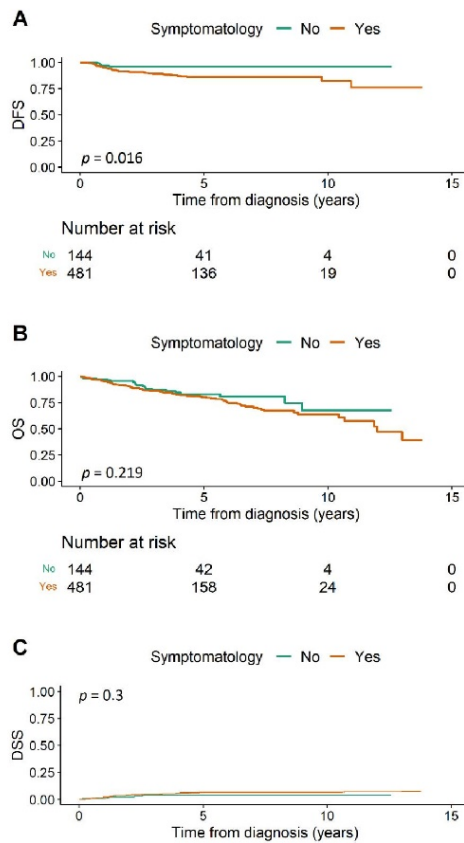 A
Symptomatology No Yes
1.00
0.75
0.50
0.25
0.00
DFS
p = 0.016
0 5 10 15
Time from diagnosis (years)
Number at risk
No 144 41 4 0
Yes 481 136 19 0
B
Symptomatology No Yes
1.00
0.75
0.50
0.25
0.00
OS
p = 0.219
0 5 10 15
Time from diagnosis (years)
Number at risk
No 144 42 4 0
Yes 481 158 24 0
C
Symptomatology No Yes
1.00
0.75
0.50
0.25
0.00
DSS
p = 0.3
0 5 10 15
Time from diagnosis (years)